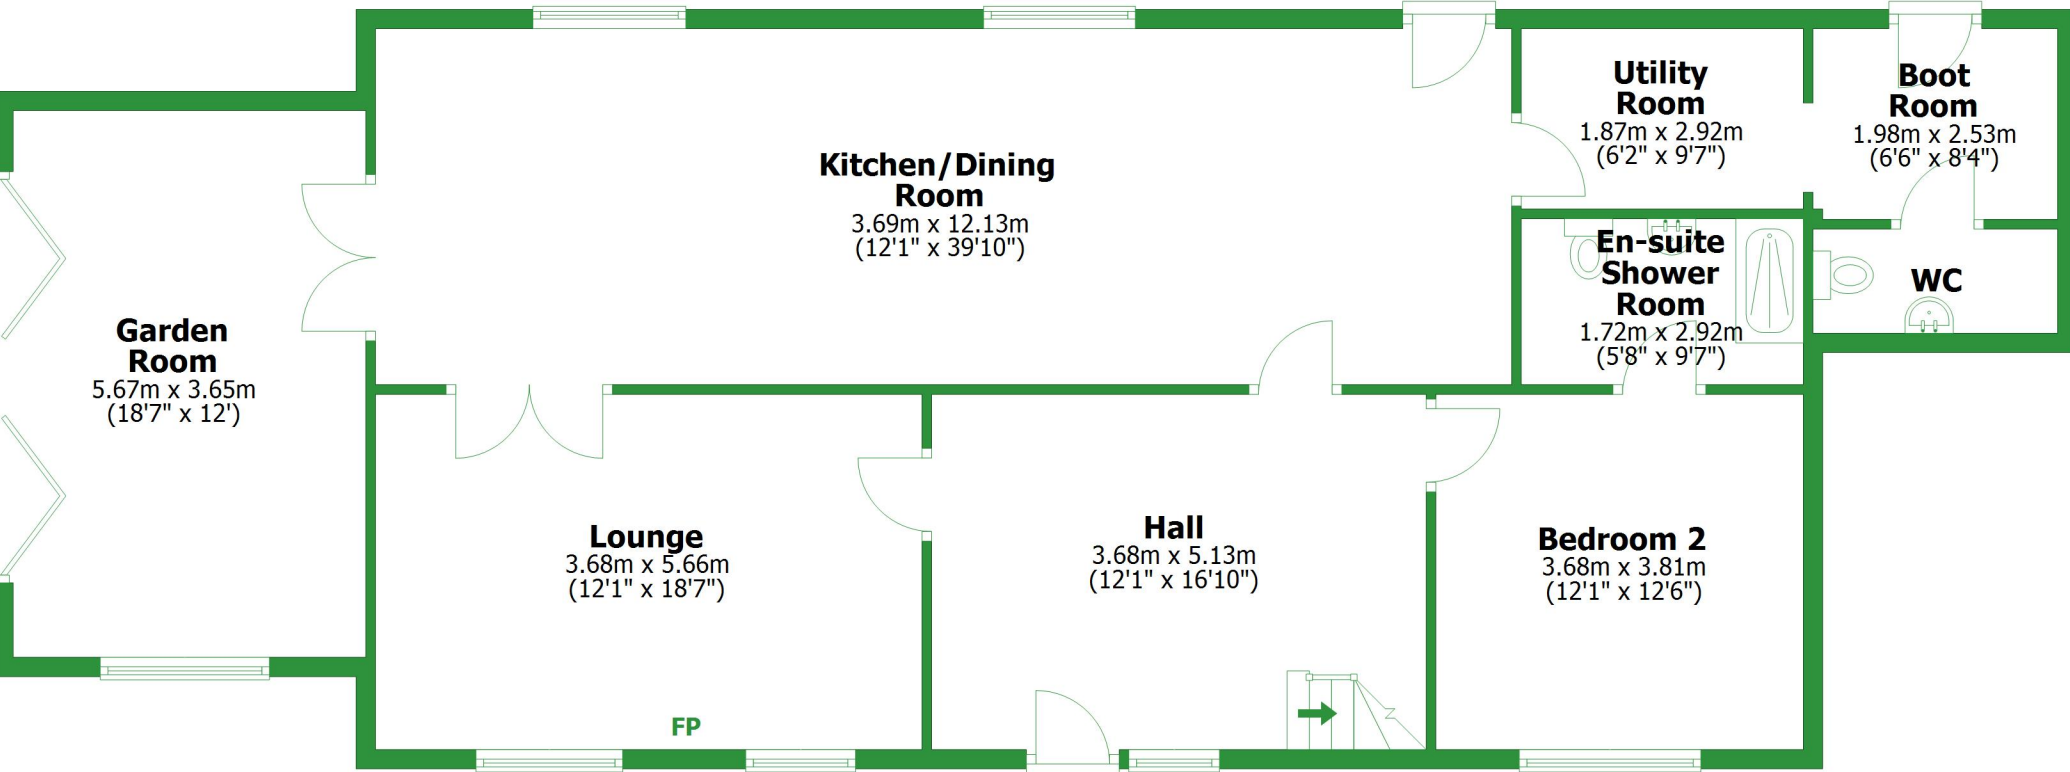 Utility
Room
1.87m x 2.92m
(6'2" x 9'7")
Boot
Room
1.98m x 2.53m
(6'6" x 8'4")
Kitchen/Dining
Room
3.69m x 12.13m
(12'1" x 39'10")
En-suite
Shower
Room
1.72m x 2.92m
(5'8" x 9'7")
WC
Garden
Room
5.67m x 3.65m
(18'7" x 12')
Lounge
3.68m x 5.66m
(12'1" x 18'7")
Hall
3.68m x 5.13m
(12'1" x 16'10")
Bedroom 2
3.68m x 3.81m
(12'1" x 12'6")
FP